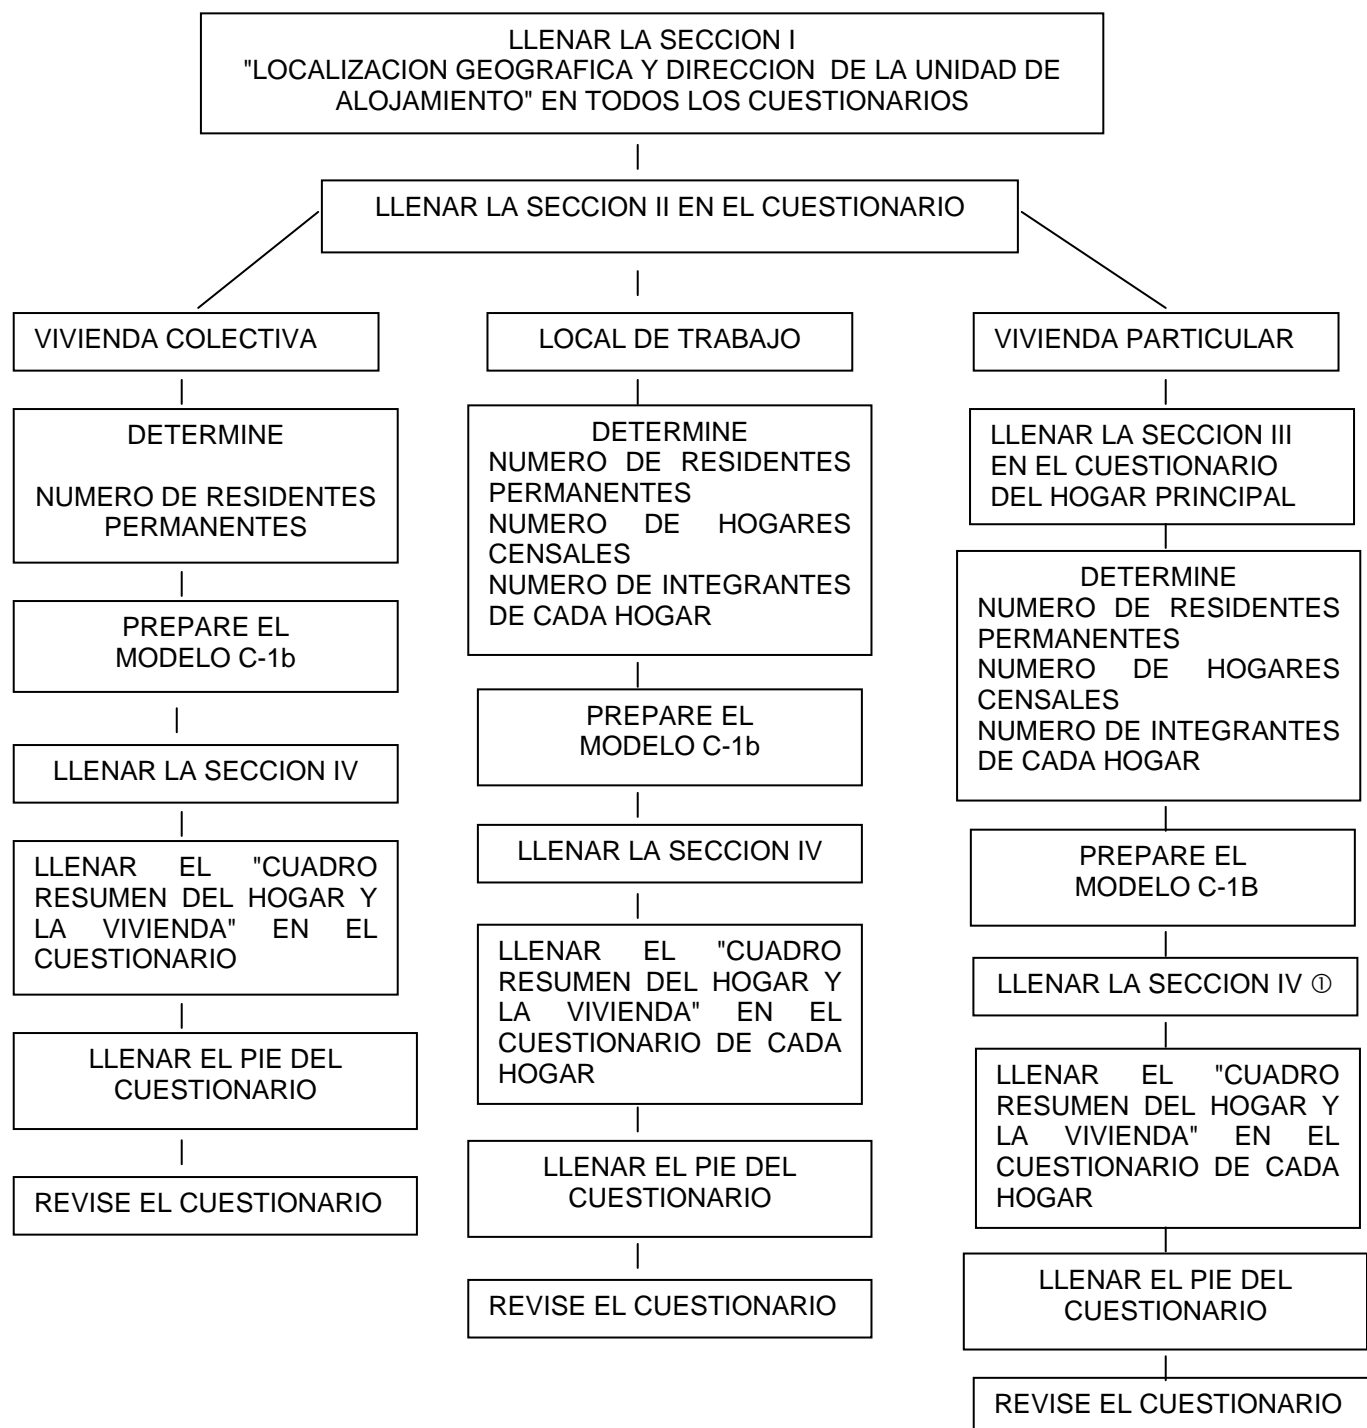 LLENAR LA SECCION I
"LOCALIZACION GEOGRAFICA Y DIRECCION DE LA UNIDAD DE
ALOJAMIENTO" EN TODOS LOS CUESTIONARIOS
LLENAR LA SECCION II EN EL CUESTIONARIO
VIVIENDA COLECTIVA
DETERMINE
NUMERO DE RESIDENTES
PERMANENTES
PREPARE EL
MODELO C-1b
LLENAR LA SECCION IV
LLENAR EL "CUADRO
RESUMEN DEL HOGAR Y
LA VIVIENDA" EN EL
CUESTIONARIO
LLENAR EL PIE DEL
CUESTIONARIO
REVISE EL CUESTIONARIO
LOCAL DE TRABAJO
DETERMINE
NUMERO DE RESIDENTES
PERMANENTES
NUMERO DE HOGARES
CENSALES
NUMERO DE INTEGRANTES
DE CADA HOGAR
PREPARE EL
MODELO C-1b
LLENAR LA SECCION IV
LLENAR EL "CUADRO
RESUMEN DEL HOGAR Y
LA VIVIENDA" EN EL
CUESTIONARIO DE CADA
HOGAR
LLENAR EL PIE DEL
CUESTIONARIO
REVISE EL CUESTIONARIO
VIVIENDA PARTICULAR
LLENAR LA SECCION III
EN EL CUESTIONARIO
DEL HOGAR PRINCIPAL
DETERMINE
NUMERO DE RESIDENTES
PERMANENTES
NUMERO DE HOGARES
CENSALES
NUMERO DE INTEGRANTES
DE CADA HOGAR
PREPARE EL
MODELO C-1B
LLENAR LA SECCION IV ①
LLENAR EL "CUADRO
RESUMEN DEL HOGAR Y
LA VIVIENDA" EN EL
CUESTIONARIO DE CADA
HOGAR
LLENAR EL PIE DEL
CUESTIONARIO
REVISE EL CUESTIONARIO